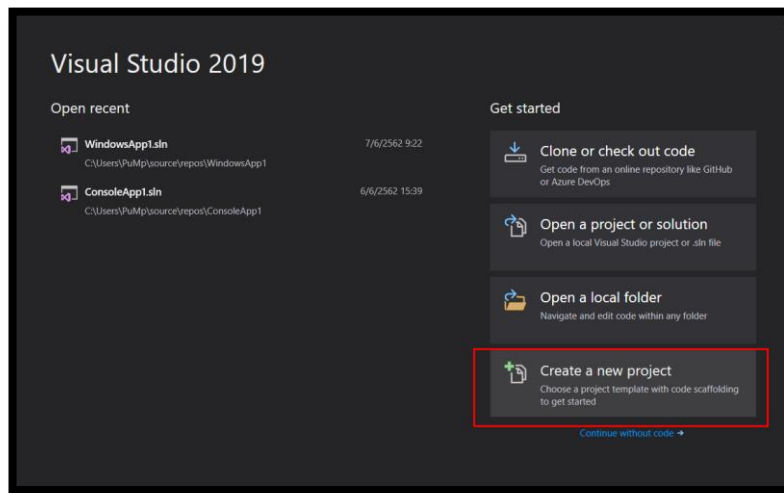 Visual Studio 2019
Open recent
WindowsApp1.sln
7/6/2562 9:22
C:\Users\PuMp\source\repos\WindowsApp1
ConsoleApp1.sln
6/6/2562 15:39
C:\Users\PuMp\source\repos\ConsoleApp1
Get started
Clone or check out code
Get code from an online repository like GitHub
or Azure DevOps
Open a project or solution
Open a local Visual Studio project or .sln file
Open a local folder
Navigate and edit code within any folder
Create a new project
Choose a project template with code scaffolding
to get started
Continue without code →